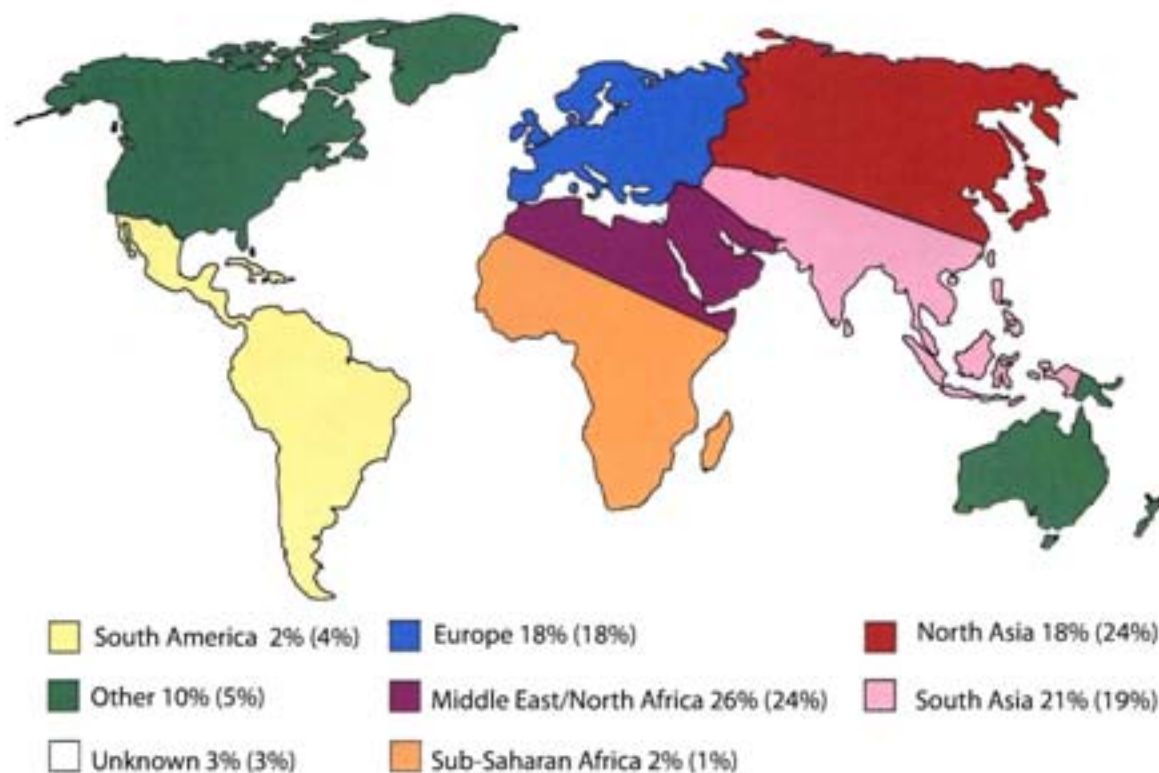 South America 2% (4%)
Europe 18% (18%)
North Asia 18% (24%)
Other 10% (5%)
Middle East/North Africa 26% (24%)
South Asia 21% (19%)
Unknown 3% (3%)
Sub-Saharan Africa 2% (1%)